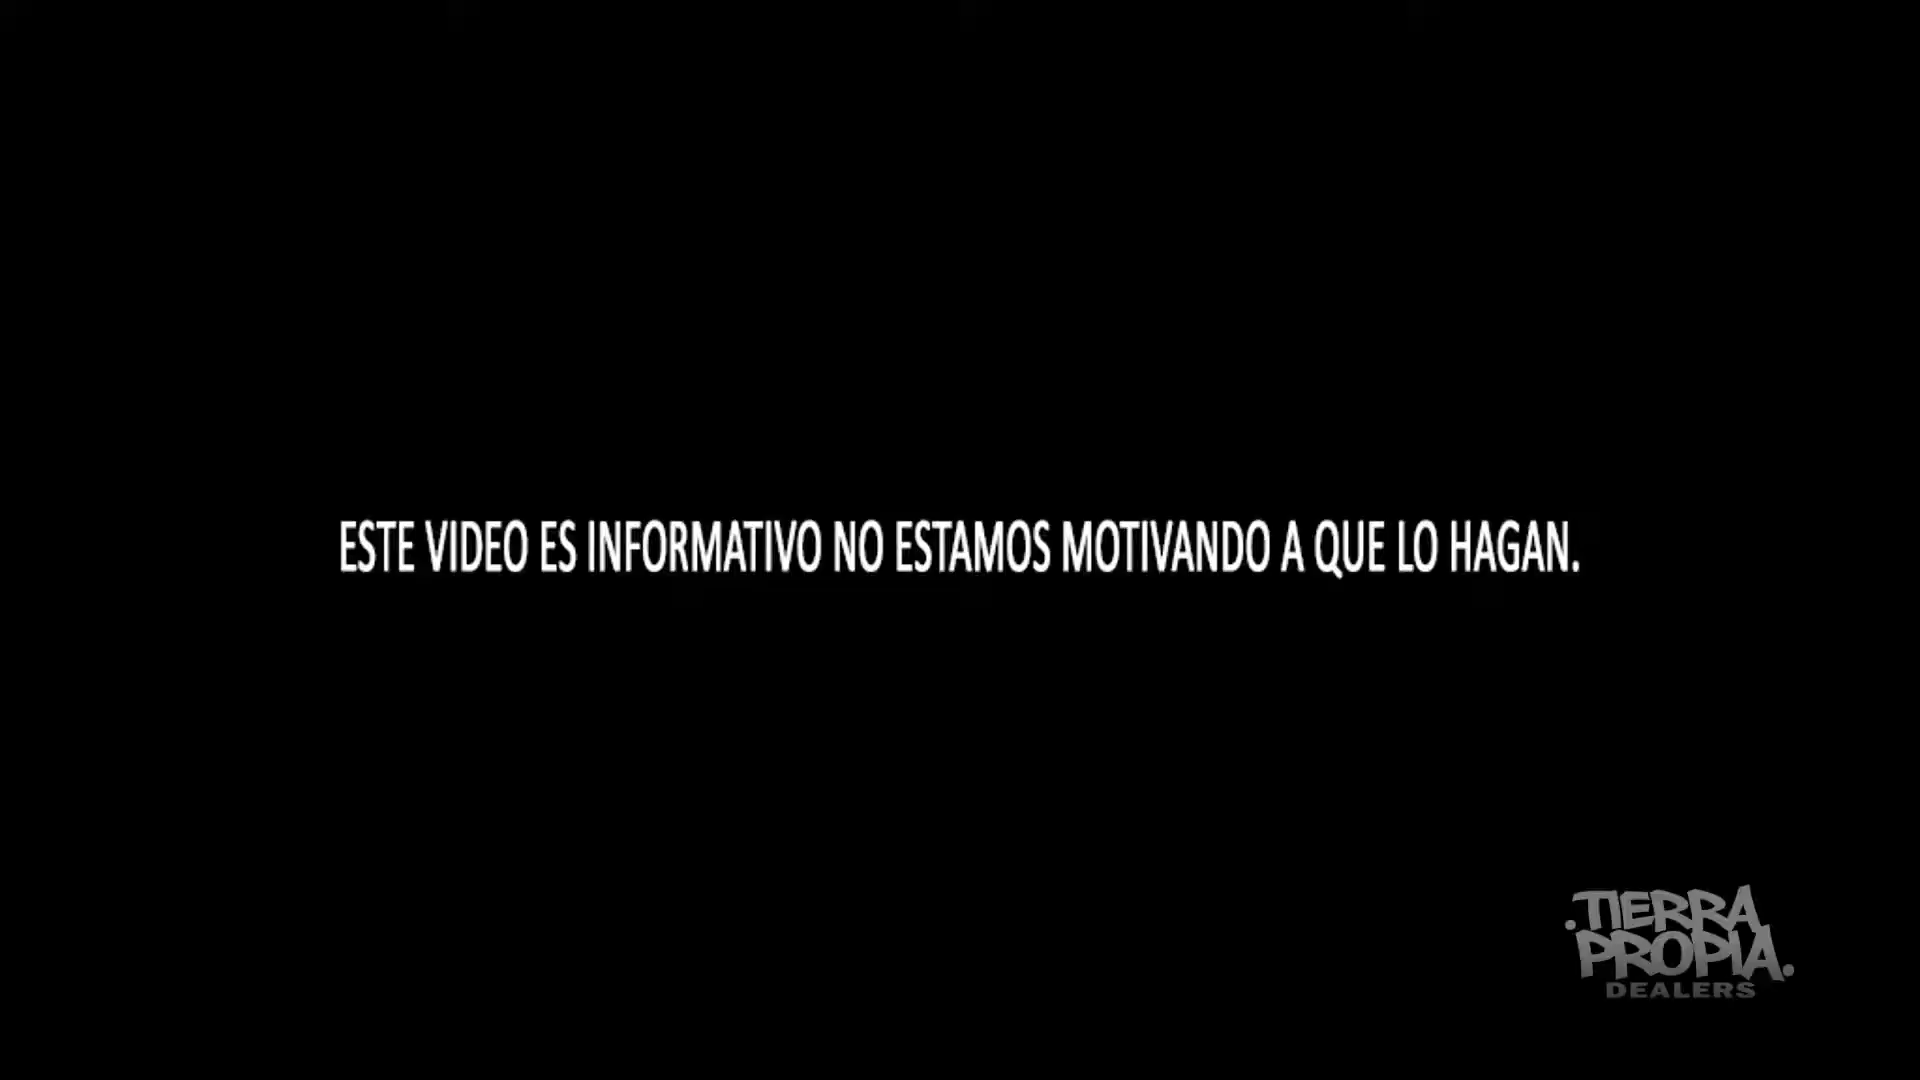 ESTE VIDEO ES INFORMATIVO NO ESTAMOS MOTIVANDO A QUE LO HAGAN.
.TIERRA
PROPIA.
DEALERS